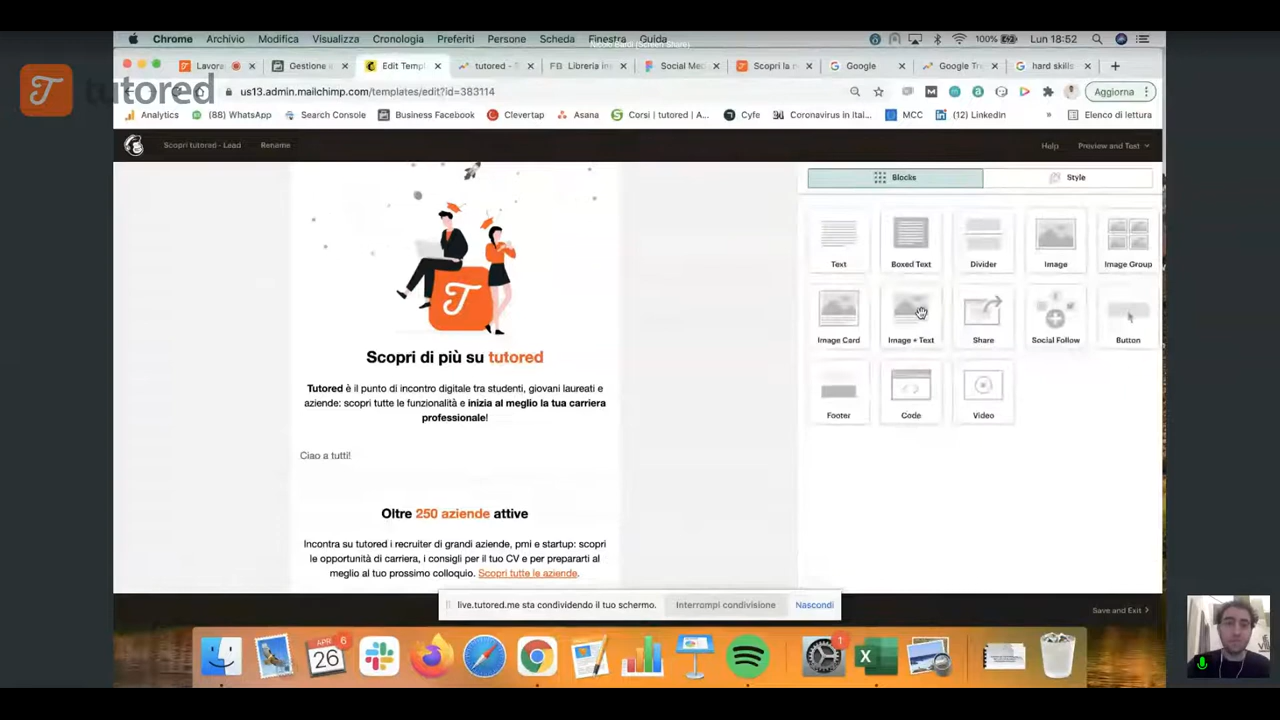 Chrome Archivio Modifica Visualizza Cronologia Preferiti Persone Scheda Finestra Guida 100% Lun 18:52
tutored
Lavora Gestione Edit Templ tutored - Libreria in Social Med Scopri la Google Google Tre hard skills
us13.admin.mailchimp.com/templates/edit?id=383114 Aggiorna
Analytics (88) WhatsApp Search Console Business Facebook Clevertap Asana Corsi | tutored | A... Cyfe Coronavirus in Ital... MCC (12) LinkedIn » Elenco di lettura
Scopri tutored - Lead Rename Help Preview and Test
Blocks Style
Text Boxed Text Divider Image Image Group
Image Card Image + Text Share Social Follow Button
Footer Code Video
Scopri di più su tutored
Tutored è il punto di incontro digitale tra studenti, giovani laureati e
aziende: scopri tutte le funzionalità e inizia al meglio la tua carriera
professionale!
Ciao a tutti!
Oltre 250 aziende attive
Incontra su tutored i recruiter di grandi aziende, pmi e startup: scopri
le opportunità di carriera, i consigli per il tuo CV e per prepararti al
meglio al tuo prossimo colloquio. Scopri tutte le aziende.
live.tutored.me sta condividendo il tuo schermo. Interrompi condivisione Nascondi
Save and Exit
APR 6
26
1